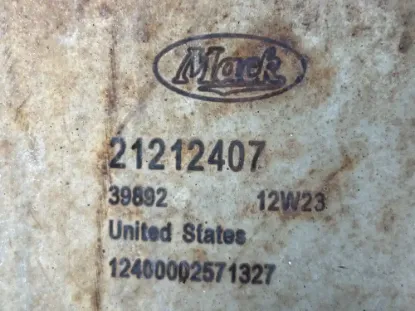 Mack
21212407
39892 12W23
United States
12400002571327